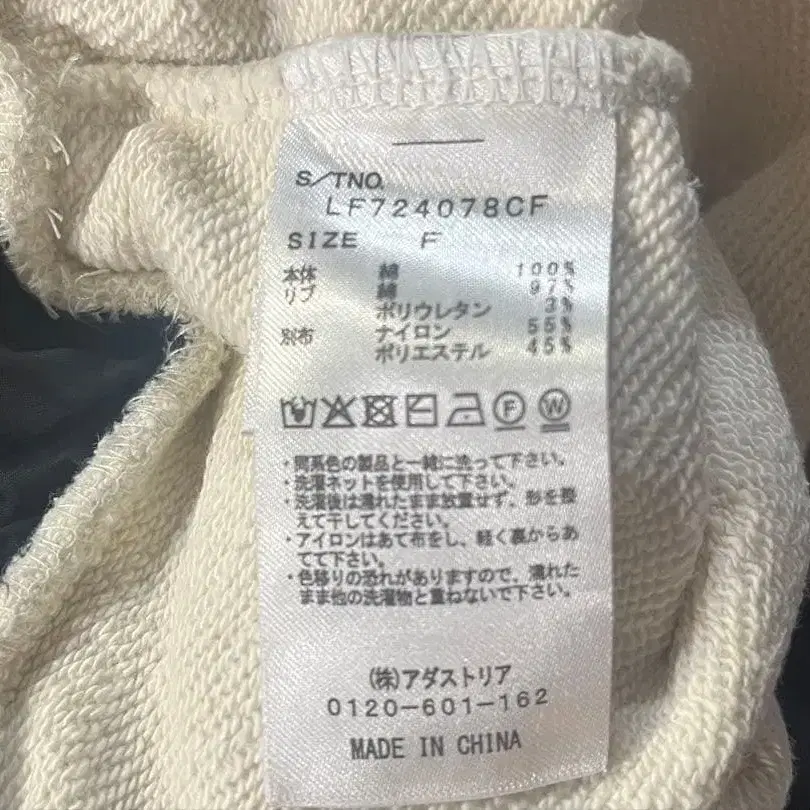 S/TNO.
LF724078CF
SIZE F
本体 綿 100%
リブ 綿 97%
ポリウレタン 3%
別布 ナイロン 55%
ポリエステル 45%
F W
・同系色の製品と一緒に洗って下さい。
・洗濯ネットを使用して下さい。
・洗濯後は濡れたまま放置せず、形を整
えて干してください。
・アイロンはあて布をし、軽く裏からあ
てて下さい。
・色移りの恐れがありますので、濡れた
まま他の洗濯物と重ねないで下さい。
(株)アダストリア
0120-601-162
MADE IN CHINA